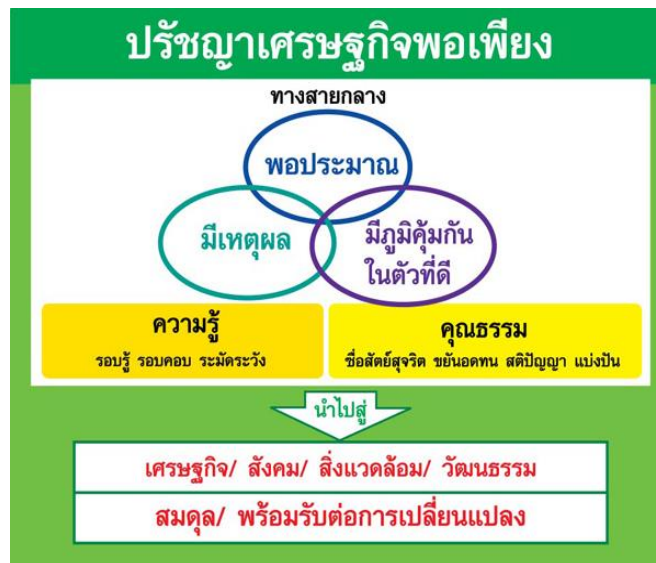 ปรัชญาเศรษฐกิจพอเพียง
ทางสายกลาง
พอประมาณ
มีเหตุผล
มีภูมิคุ้มกัน
ในตัวที่ดี
ความรู้
รอบรู้ รอบคอบ ระมัดระวัง
คุณธรรม
ซื่อสัตย์สุจริต ขยันอดทน สติปัญญา แบ่งปัน
นำไปสู่
เศรษฐกิจ/ สังคม/ สิ่งแวดล้อม/ วัฒนธรรม
สมดุล/ พร้อมรับต่อการเปลี่ยนแปลง